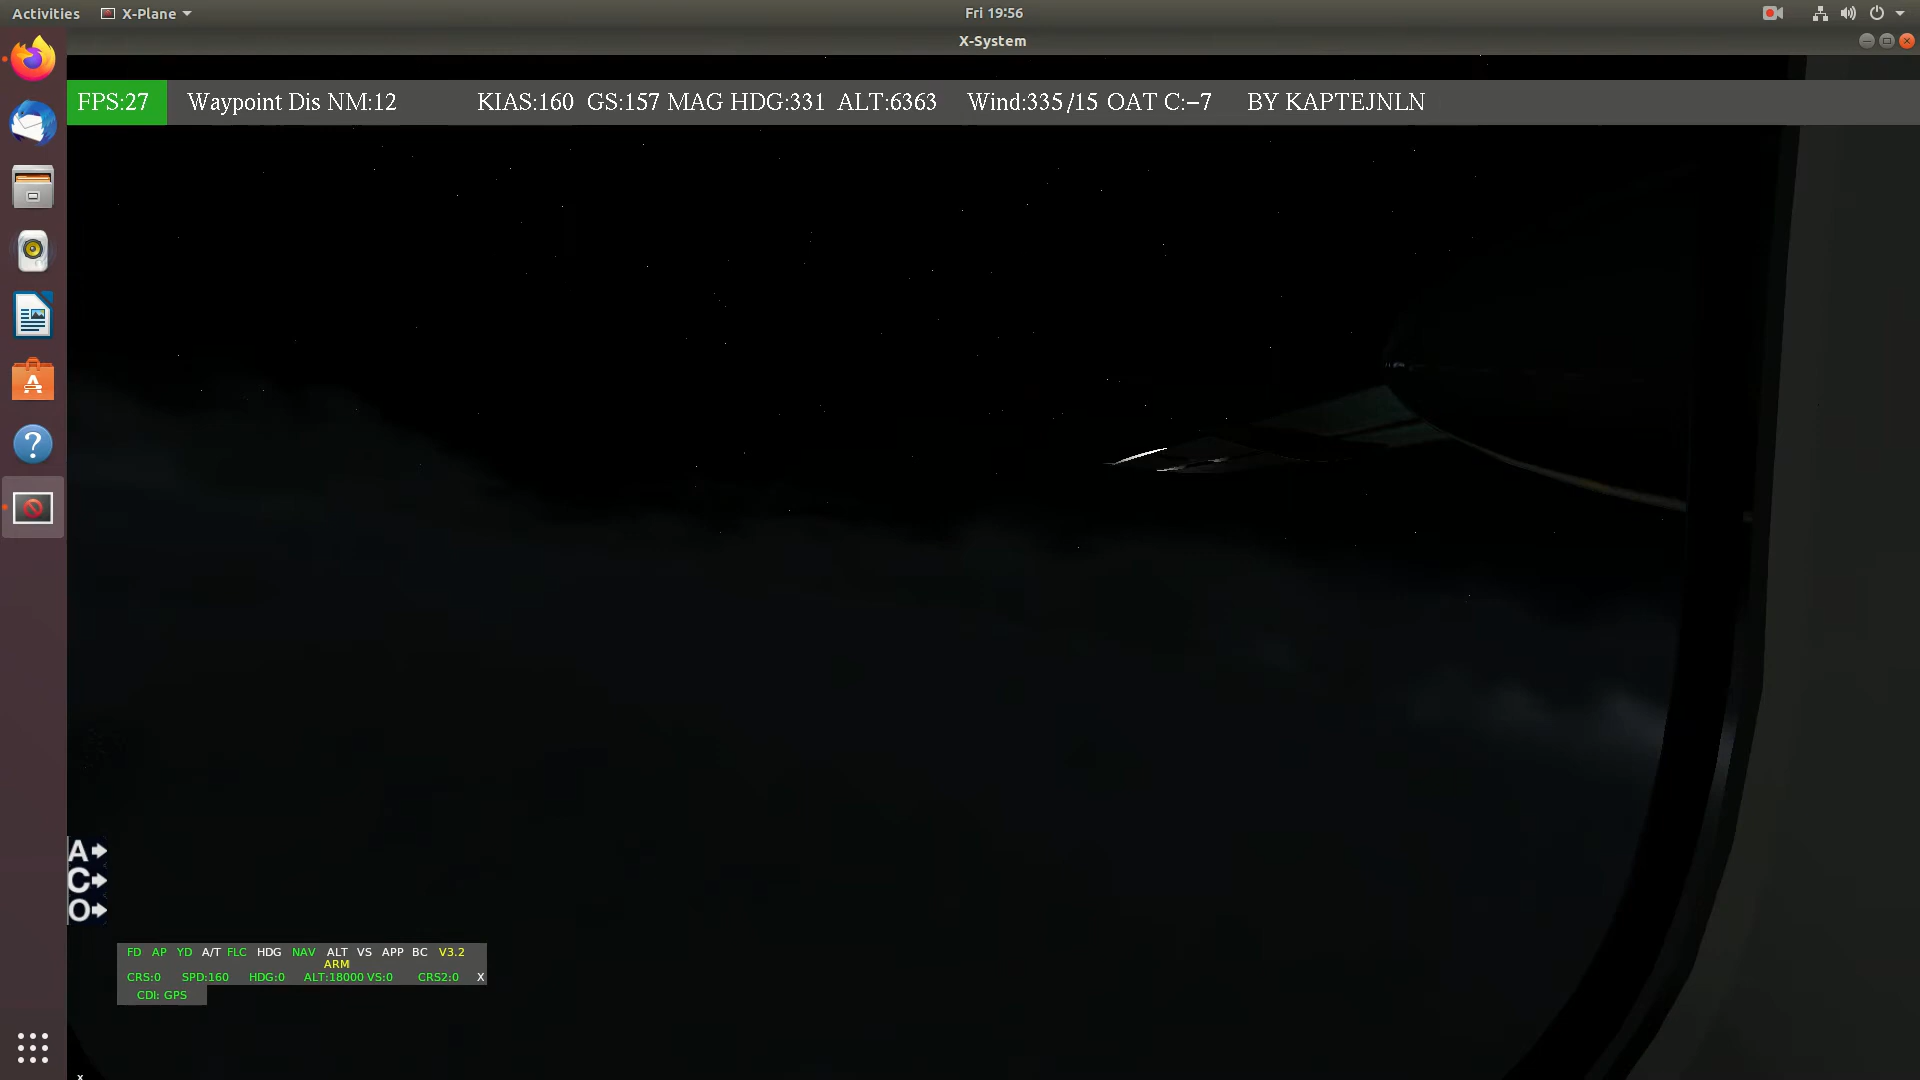 Activities X-Plane Fri 19:56
X-System
FPS:27 Waypoint Dis NM:12 KIAS:160 GS:157 MAG HDG:331 ALT:6363 Wind:335/15 OAT C:−7 BY KAPTEJNLN
A
C
O
FD AP YD A/T FLC HDG NAV ALT VS APP BC V3.2
ARM
CRS:0 SPD:160 HDG:0 ALT:18000 VS:0 CRS2:0 X
CDI: GPS
x